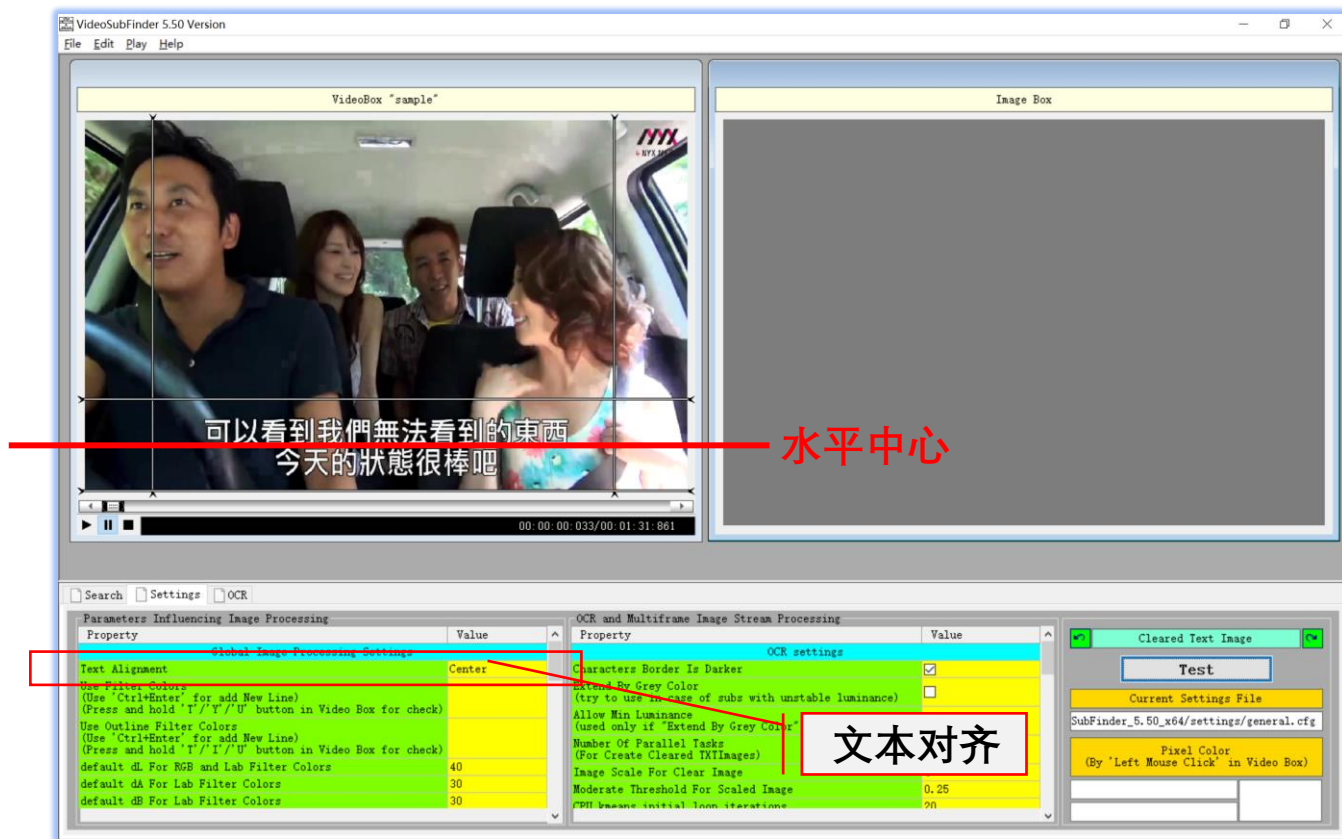 VideoSubFinder 5.50 Version
File Edit Play Help
VideoBox "sample"
Image Box
NYX
可以看到我們無法看到的東西
今天的狀態很棒吧
水平中心
00:00:00:033/00:01:31:861
Search Settings OCR
Parameters Influencing Image Processing
Property Value
Global Image Processing Settings
Text Alignment Center
Use Filter Colors
(Use 'Ctrl+Enter' for add New Line)
(Press and hold 'T'/'Y'/'U' button in Video Box for check)
Use Outline Filter Colors
(Use 'Ctrl+Enter' for add New Line)
(Press and hold 'T'/'I'/'U' button in Video Box for check)
default dL For RGB and Lab Filter Colors 40
default dA For Lab Filter Colors 30
default dB For Lab Filter Colors 30
OCR and Multiframe Image Stream Processing
Property Value
OCR settings
Characters Border Is Darker
Extend By Grey Color
(try to use in case of subs with unstable luminance)
Allow Min Luminance
(used only if "Extend By Grey Color"
Number Of Parallel Tasks
(For Create Cleared TXTImages)
Image Scale For Clear Image
Moderate Threshold For Scaled Image 0.25
CPU kmeans initial loop iterations 20
文本对齐
Cleared Text Image
Test
Current Settings File
SubFinder_5.50_x64/settings/general.cfg
Pixel Color
(By 'Left Mouse Click' in Video Box)